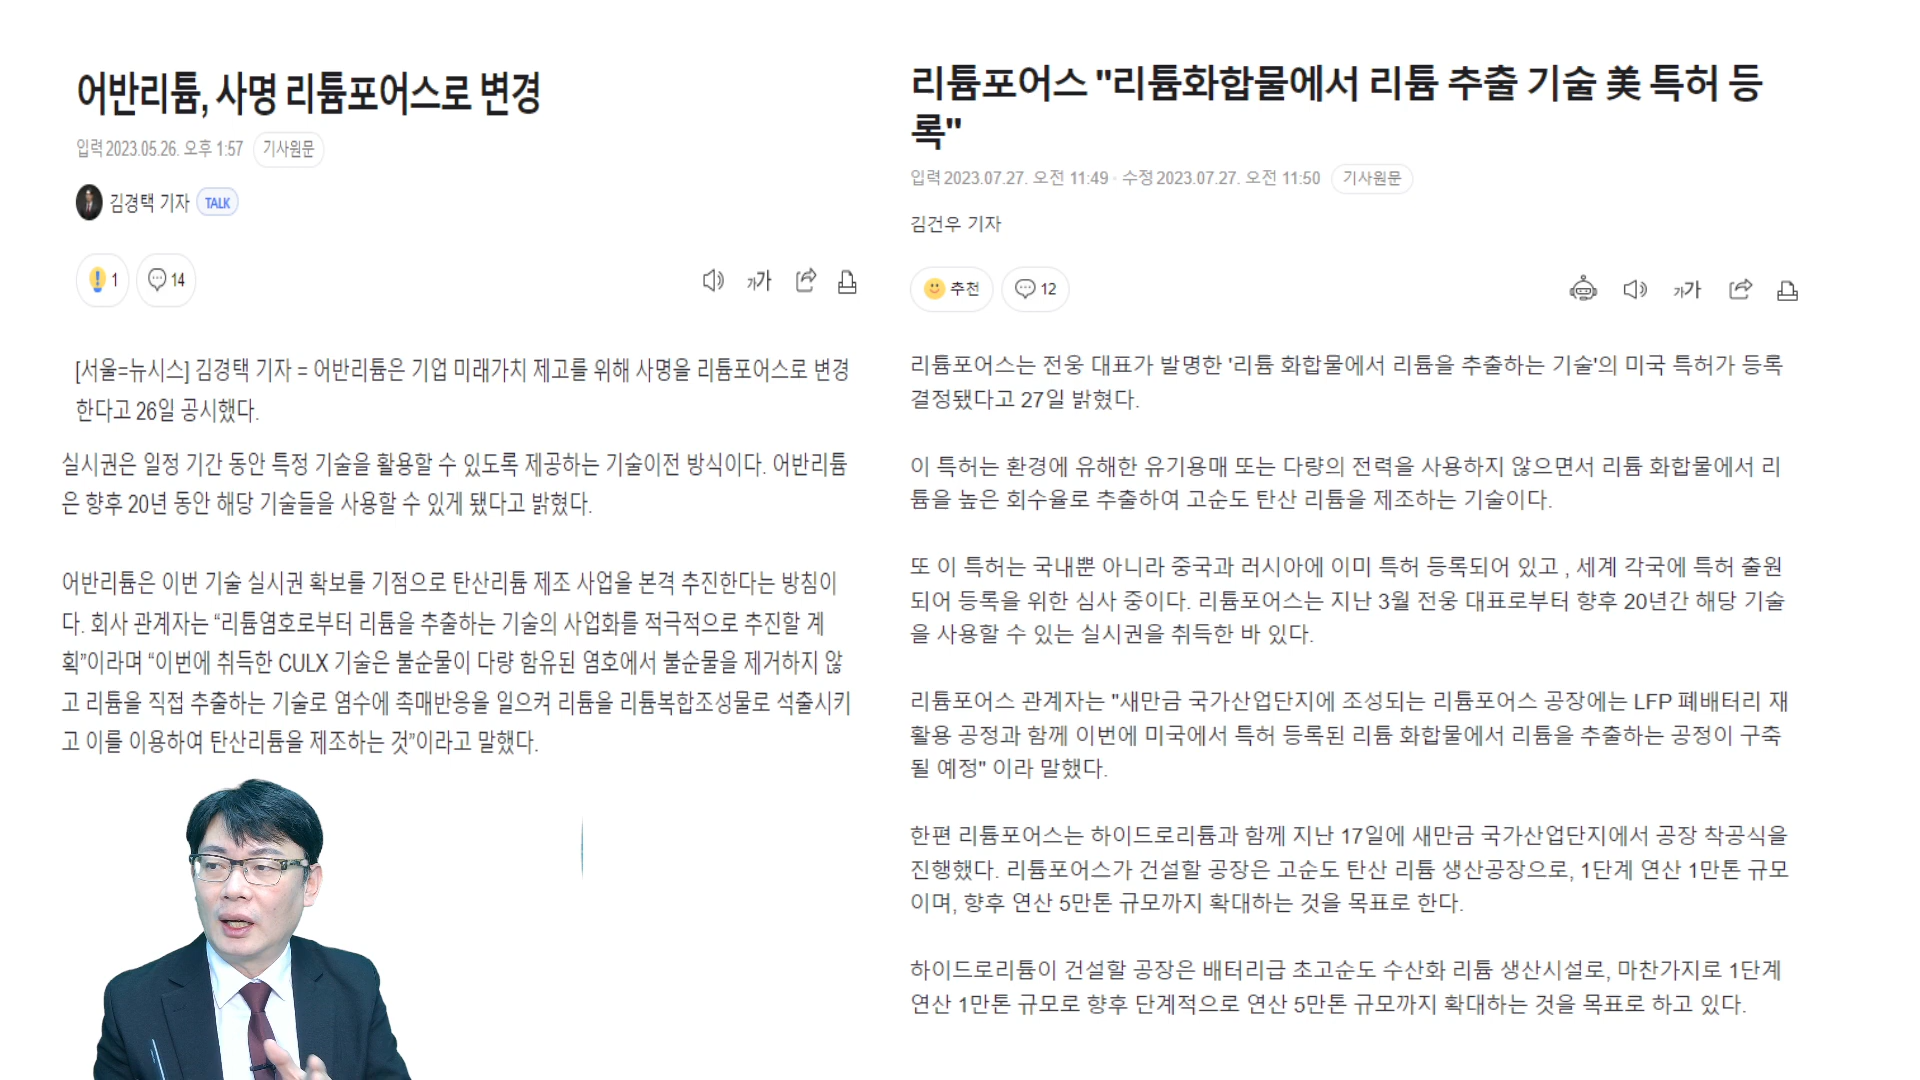 어반리튬, 사명 리튬포어스로 변경
입력 2023.05.26. 오후 1:57 기사원문
김경택 기자 TALK
1 14
가가
[서울=뉴시스] 김경택 기자 = 어반리튬은 기업 미래가치 제고를 위해 사명을 리튬포어스로 변경
한다고 26일 공시했다.
실시권은 일정 기간 동안 특정 기술을 활용할 수 있도록 제공하는 기술이전 방식이다. 어반리튬
은 향후 20년 동안 해당 기술들을 사용할 수 있게 됐다고 밝혔다.
어반리튬은 이번 기술 실시권 확보를 기점으로 탄산리튬 제조 사업을 본격 추진한다는 방침이
다. 회사 관계자는 “리튬염호로부터 리튬을 추출하는 기술의 사업화를 적극적으로 추진할 계
획”이라며 “이번에 취득한 CULX 기술은 불순물이 다량 함유된 염호에서 불순물을 제거하지 않
고 리튬을 직접 추출하는 기술로 염수에 촉매반응을 일으켜 리튬을 리튬복합조성물로 석출시키
고 이를 이용하여 탄산리튬을 제조하는 것”이라고 말했다.
리튬포어스 "리튬화합물에서 리튬 추출 기술 美 특허 등
록"
입력 2023.07.27. 오전 11:49 · 수정 2023.07.27. 오전 11:50 기사원문
김건우 기자
추천 12
가가
리튬포어스는 전웅 대표가 발명한 '리튬 화합물에서 리튬을 추출하는 기술'의 미국 특허가 등록
결정됐다고 27일 밝혔다.
이 특허는 환경에 유해한 유기용매 또는 다량의 전력을 사용하지 않으면서 리튬 화합물에서 리
튬을 높은 회수율로 추출하여 고순도 탄산 리튬을 제조하는 기술이다.
또 이 특허는 국내뿐 아니라 중국과 러시아에 이미 특허 등록되어 있고 , 세계 각국에 특허 출원
되어 등록을 위한 심사 중이다. 리튬포어스는 지난 3월 전웅 대표로부터 향후 20년간 해당 기술
을 사용할 수 있는 실시권을 취득한 바 있다.
리튬포어스 관계자는 "새만금 국가산업단지에 조성되는 리튬포어스 공장에는 LFP 폐배터리 재
활용 공정과 함께 이번에 미국에서 특허 등록된 리튬 화합물에서 리튬을 추출하는 공정이 구축
될 예정" 이라 말했다.
한편 리튬포어스는 하이드로리튬과 함께 지난 17일에 새만금 국가산업단지에서 공장 착공식을
진행했다. 리튬포어스가 건설할 공장은 고순도 탄산 리튬 생산공장으로, 1단계 연산 1만톤 규모
이며, 향후 연산 5만톤 규모까지 확대하는 것을 목표로 한다.
하이드로리튬이 건설할 공장은 배터리급 초고순도 수산화 리튬 생산시설로, 마찬가지로 1단계
연산 1만톤 규모로 향후 단계적으로 연산 5만톤 규모까지 확대하는 것을 목표로 하고 있다.